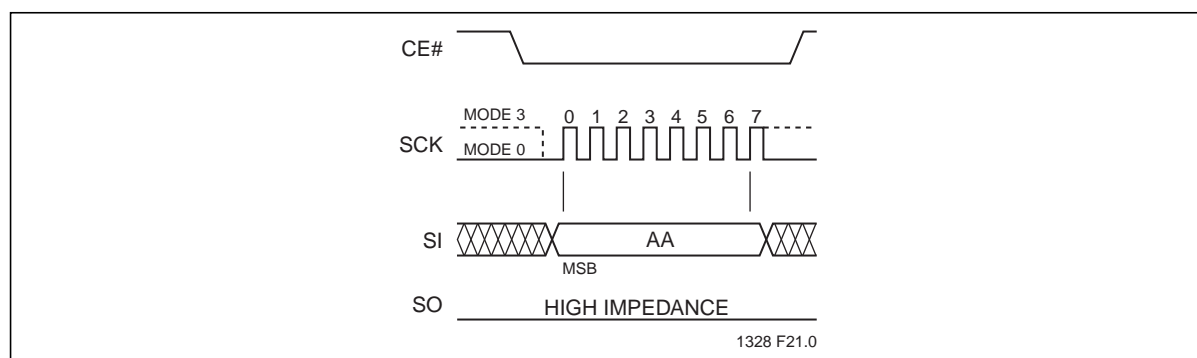 CE#
MODE 3
0 1 2 3 4 5 6 7
SCK
MODE 0
SI
AA
MSB
SO
HIGH IMPEDANCE
1328 F21.0